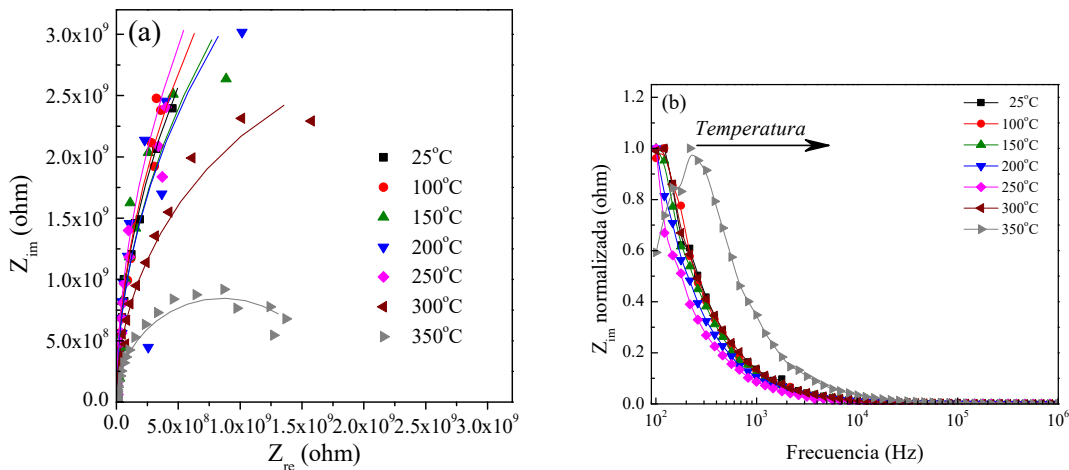 (a)
3.0x10⁹
2.5x10⁹
2.0x10⁹
1.5x10⁹
1.0x10⁹
5.0x10⁸
0.0
Z_im (ohm)
25°C
100°C
150°C
200°C
250°C
300°C
350°C
0.0 5.0x10⁸ 1.0x10⁹ 1.5x10⁹ 2.0x10⁹ 2.5x10⁹ 3.0x10⁹
Z_re (ohm)
(b)
1.2
1.0
0.8
0.6
0.4
0.2
0.0
Z_im normalizada (ohm)
Temperatura
25°C
100°C
150°C
200°C
250°C
300°C
350°C
10² 10³ 10⁴ 10⁵ 10⁶
Frecuencia (Hz)